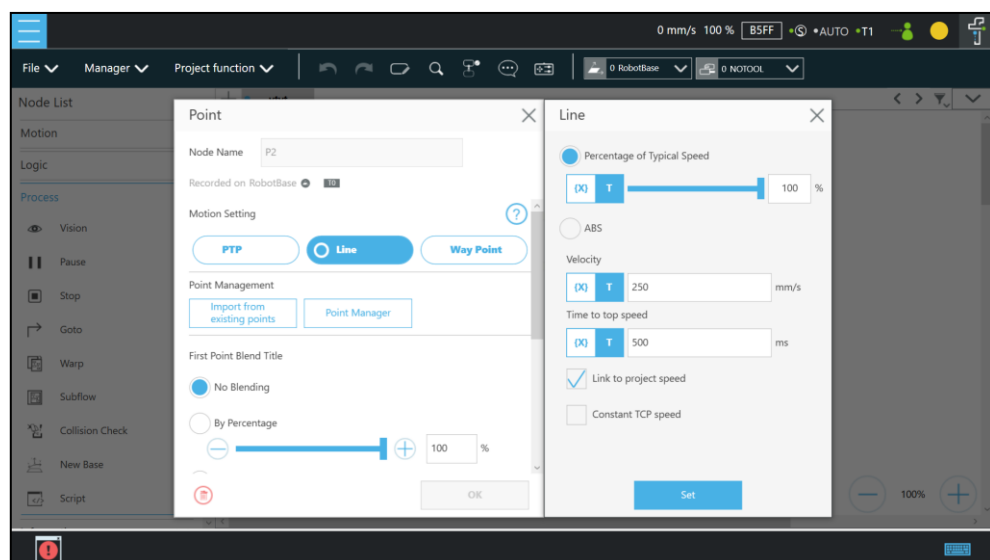 0 mm/s 100 % B5FF •Ⓢ •AUTO •T1
File Manager Project function 0 RobotBase 0 NOTOOL
Node List
Motion
Logic
Process
Vision
Pause
Stop
Goto
Warp
Subflow
Collision Check
New Base
Script
Point
Node Name P2
Recorded on RobotBase 10
Motion Setting ?
PTP Line Way Point
Point Management
Import from
existing points
Point Manager
First Point Blend Title
No Blending
By Percentage
100 %
OK
Line
Percentage of Typical Speed
(X) T 100 %
ABS
Velocity
(X) T 250 mm/s
Time to top speed
(X) T 500 ms
Link to project speed
Constant TCP speed
Set
100%